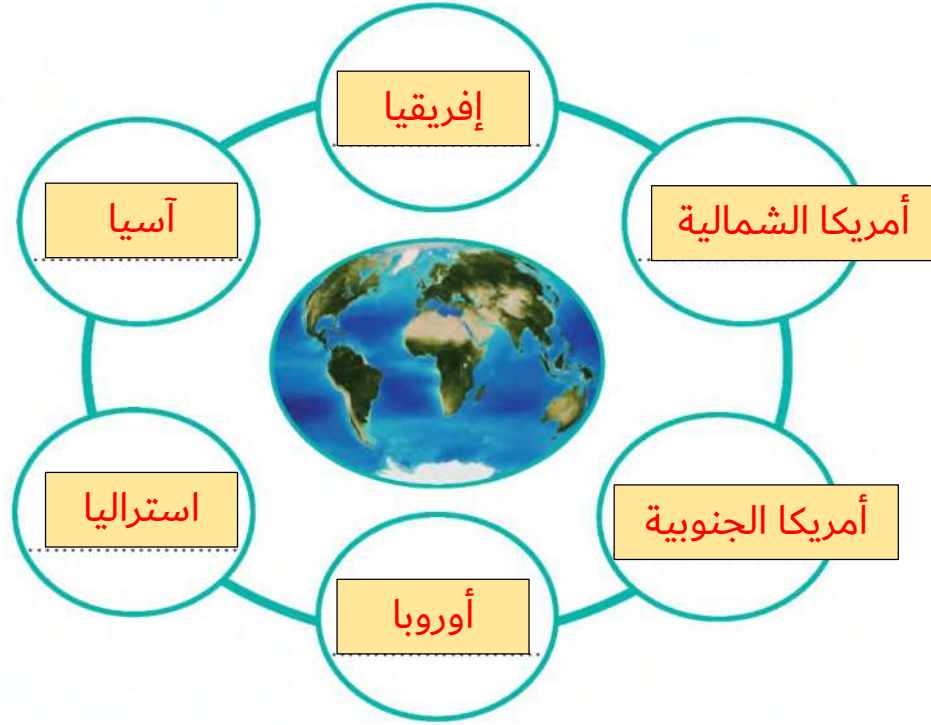 إفريقيا
أمريكا الشمالية
آسيا
أمريكا الجنوبية
استراليا
أوروبا